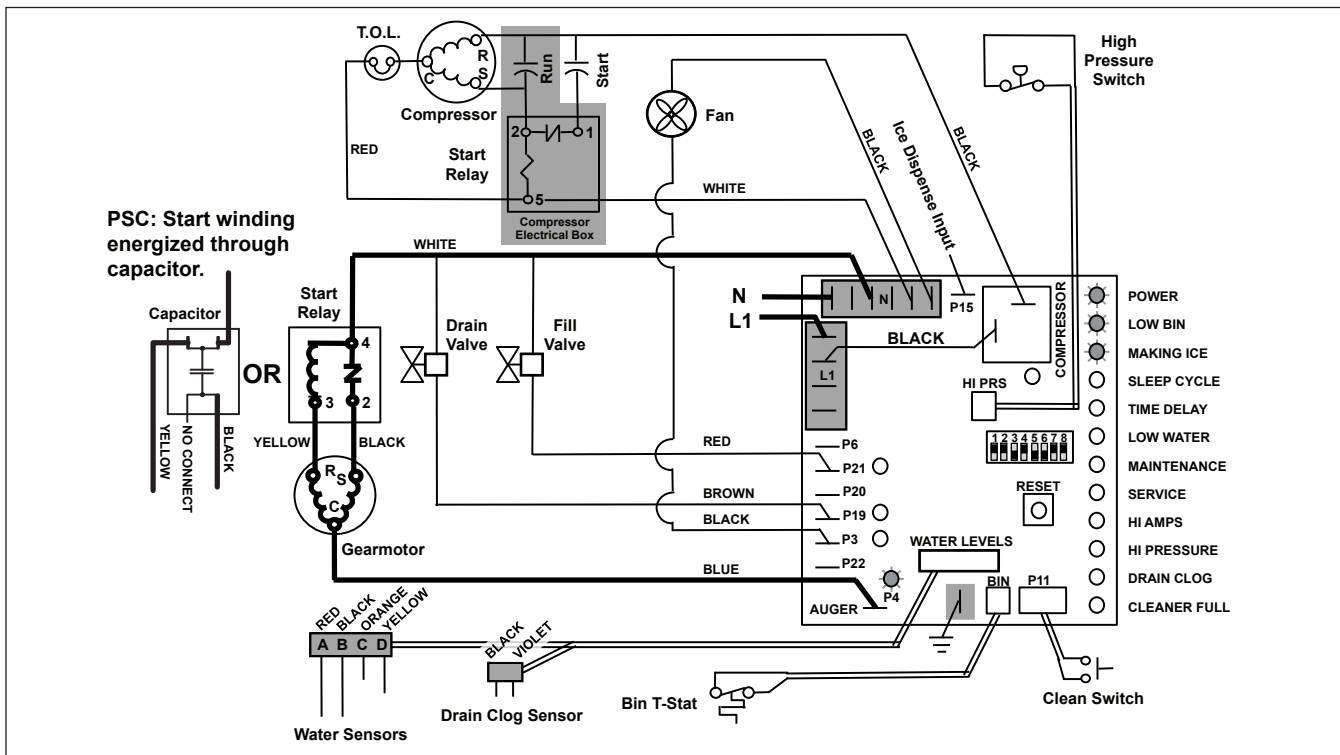 T.O.L.
R
S
C
Compressor
Run
Start
High
Pressure
Switch
Fan
2
1
RED
Start
Relay
5
WHITE
Compressor
Electrical Box
BLACK
Ice Dispense Input
BLACK
PSC: Start winding
energized through
capacitor.
WHITE
Capacitor
YELLOW
NO CONNECT
BLACK
OR
Start
Relay
4
3
2
YELLOW
BLACK
R
S
C
Gearmotor
Drain
Valve
Fill
Valve
N
L1
N
P15
COMPRESSOR
BLACK
L1
HI PRS
POWER
LOW BIN
MAKING ICE
SLEEP CYCLE
TIME DELAY
LOW WATER
MAINTENANCE
SERVICE
HI AMPS
HI PRESSURE
DRAIN CLOG
CLEANER FULL
1 2 3 4 5 6 7 8
RESET
P6
RED
P21
P20
BROWN
P19
BLACK
P3
P22
BLUE
P4
AUGER
WATER LEVELS
BIN
P11
RED
BLACK
ORANGE
YELLOW
A B C D
Water Sensors
BLACK
VIOLET
Drain Clog Sensor
Bin T-Stat
Clean Switch